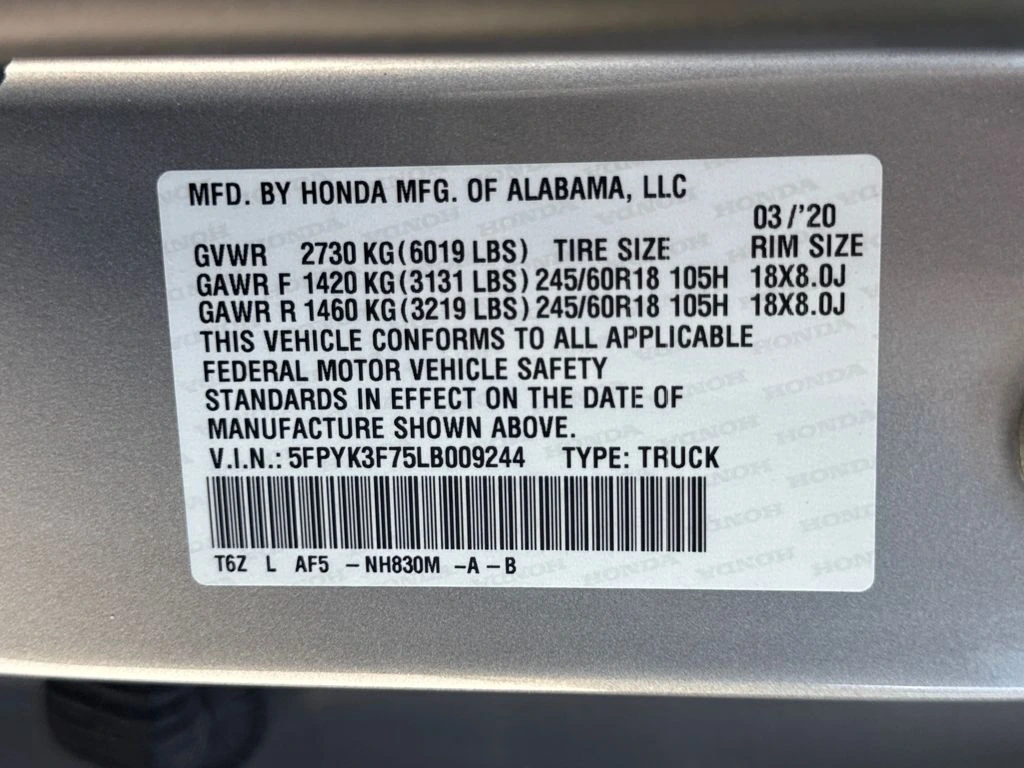 MFD. BY HONDA MFG. OF ALABAMA, LLC
03/'20
GVWR 2730 KG(6019 LBS) TIRE SIZE RIM SIZE
GAWR F 1420 KG(3131 LBS) 245/60R18 105H 18X8.0J
GAWR R 1460 KG(3219 LBS) 245/60R18 105H 18X8.0J
THIS VEHICLE CONFORMS TO ALL APPLICABLE
FEDERAL MOTOR VEHICLE SAFETY
STANDARDS IN EFFECT ON THE DATE OF
MANUFACTURE SHOWN ABOVE.
V.I.N.: 5FPYK3F75LB009244 TYPE: TRUCK
T6Z L AF5 -NH830M -A -B